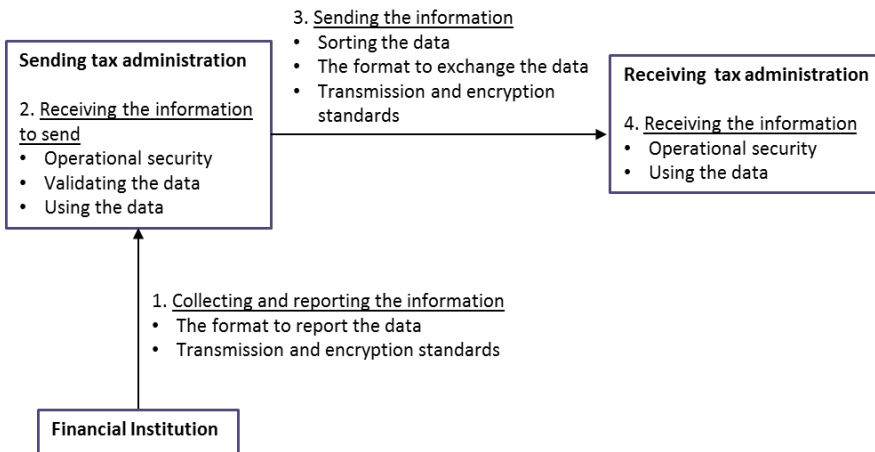 3. Sending the information
• Sorting the data
• The format to exchange the data
• Transmission and encryption
standards
Sending tax administration
2. Receiving the information
to send
• Operational security
• Validating the data
• Using the data
Receiving tax administration
4. Receiving the information
• Operational security
• Using the data
1. Collecting and reporting the information
• The format to report the data
• Transmission and encryption standards
Financial Institution